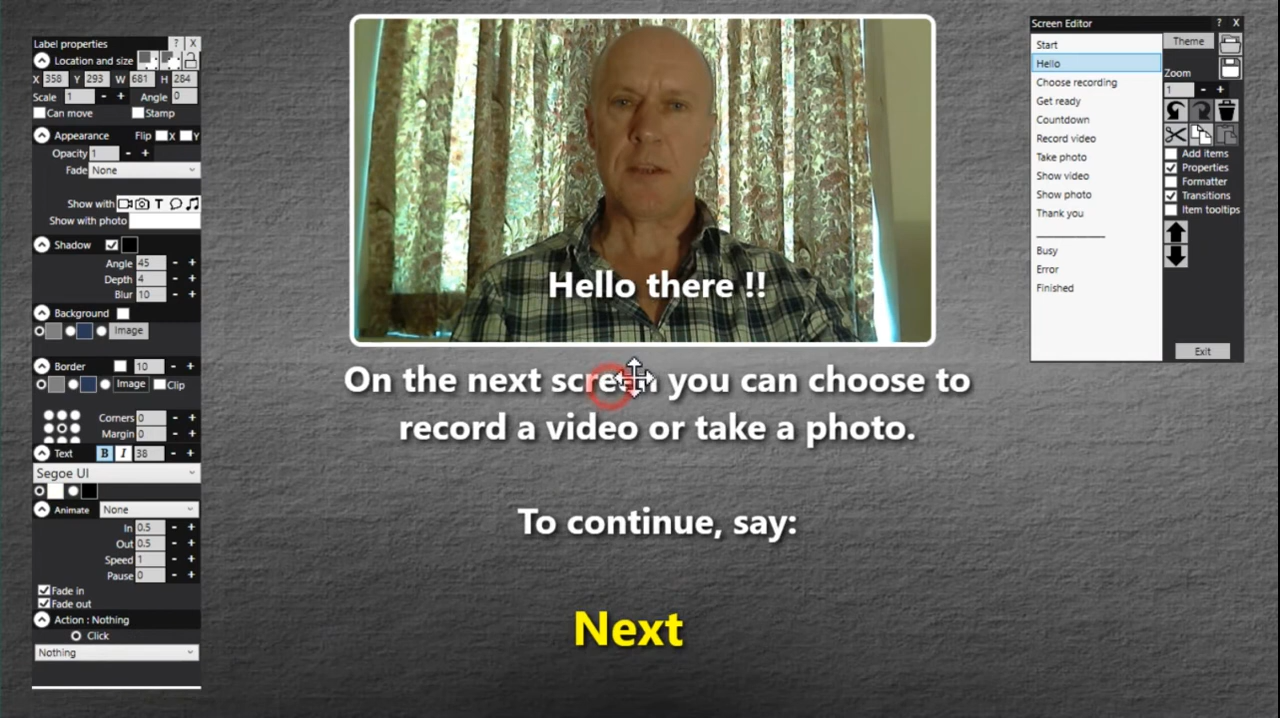 Label properties ? X
Location and size
X 358 Y 293 W 681 H 284
Scale 1 - + Angle 0
Can move Stamp
Appearance Flip X Y
Opacity 1 - +
Fade None
Show with T
Show with photo
Shadow
Angle 45 - +
Depth 4 - +
Blur 10 - +
Background
Image
Border 10 - +
Image Clip
Corners 0 - +
Margin 0 - +
Text B I 38 - +
Segoe UI
Animate None
In 0.5 - +
Out 0.5 - +
Speed 1 - +
Pause 0 - +
Fade in
Fade out
Action : Nothing
Click
Nothing
Hello there !!
On the next screen you can choose to
record a video or take a photo.
To continue, say:
Next
Screen Editor ? X
Start
Hello
Choose recording
Get ready
Countdown
Record video
Take photo
Show video
Show photo
Thank you
Busy
Error
Finished
Theme
Zoom
1 - +
Add items
Properties
Formatter
Transitions
Item tooltips
Exit